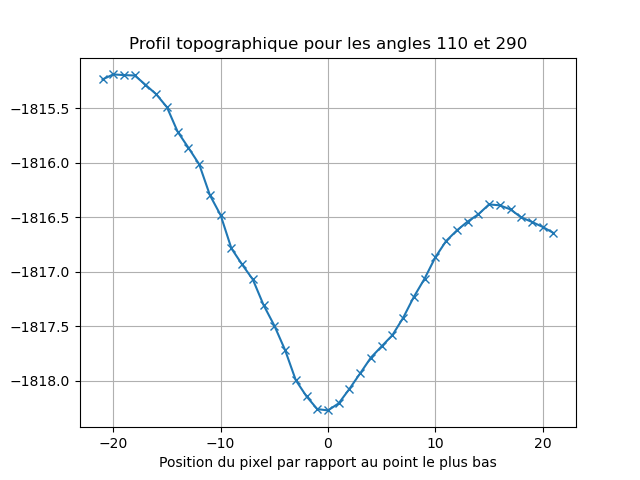 Profil topographique pour les angles 110 et 290
−1815.5
−1816.0
−1816.5
−1817.0
−1817.5
−1818.0
−20 −10 0 10 20
Position du pixel par rapport au point le plus bas